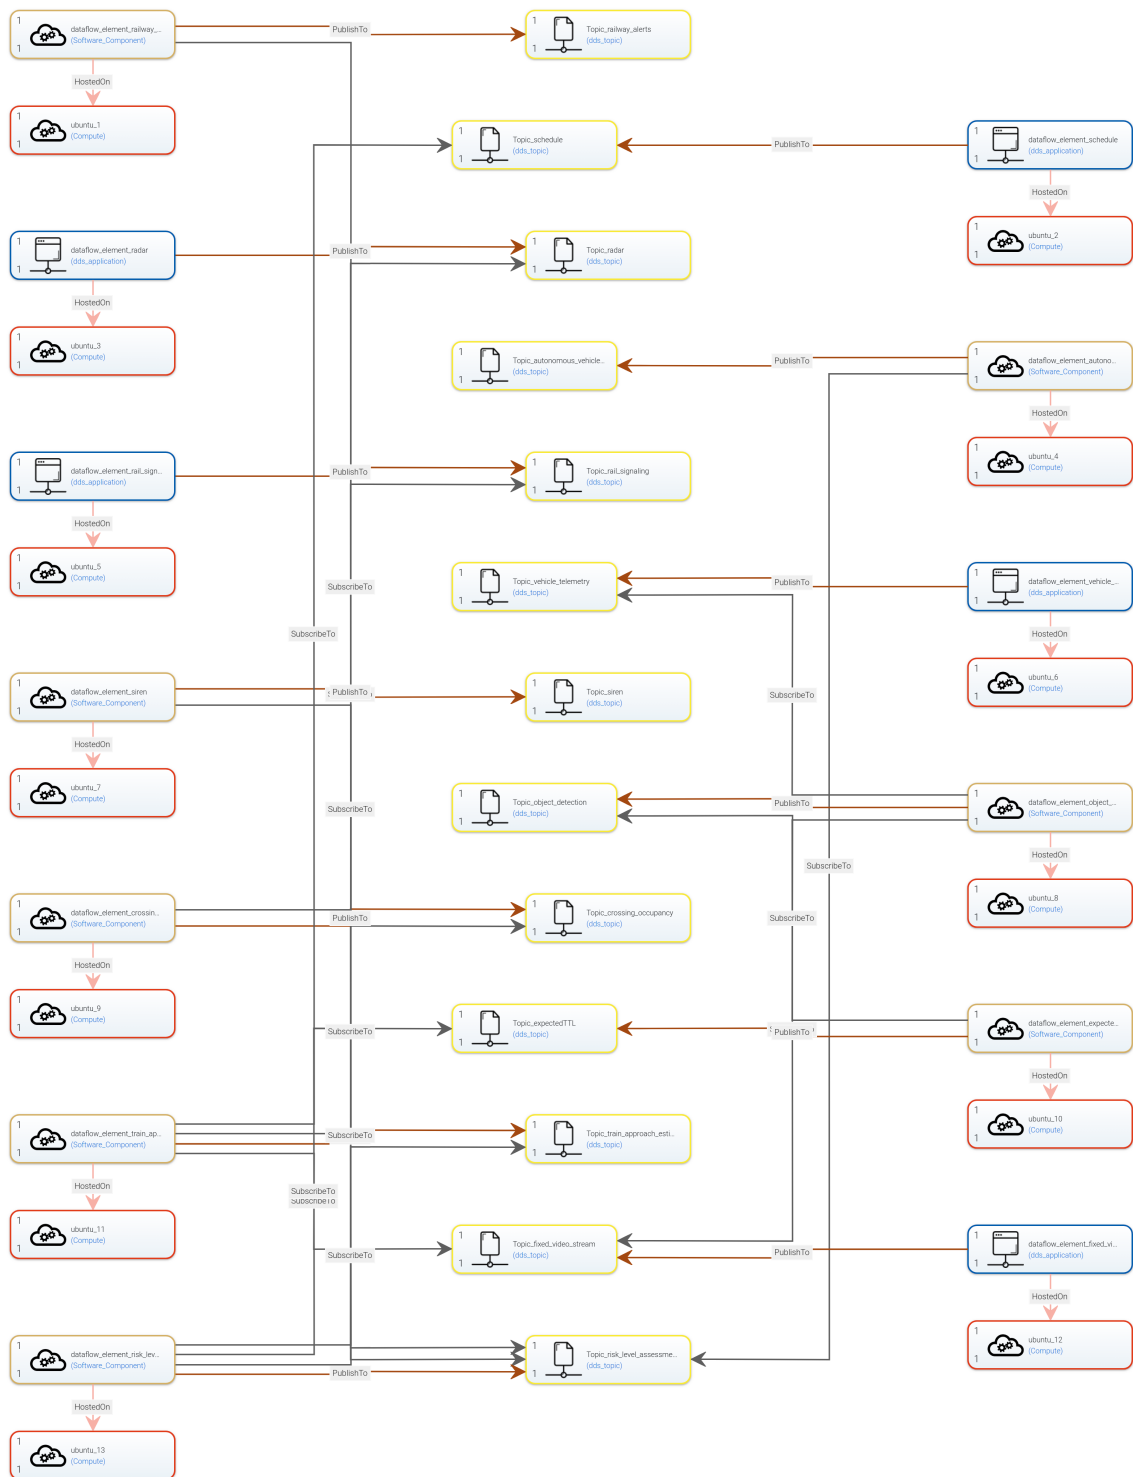 1
dataflow_element_railway_...
(Software_Component)
1
PublishTo
1
Topic_railway_alerts
(dds_topic)
1
HostedOn
1
ubuntu_1
(Compute)
1
1
Topic_schedule
(dds_topic)
1
PublishTo
1
dataflow_element_schedule
(dds_application)
1
HostedOn
1
ubuntu_2
(Compute)
1
1
dataflow_element_radar
(dds_application)
1
PublishTo
1
Topic_radar
(dds_topic)
1
HostedOn
1
ubuntu_3
(Compute)
1
1
Topic_autonomous_vehicle...
(dds_topic)
1
PublishTo
1
dataflow_element_autono...
(Software_Component)
1
HostedOn
1
ubuntu_4
(Compute)
1
1
dataflow_element_rail_sign...
(dds_application)
1
PublishTo
1
Topic_rail_signaling
(dds_topic)
1
HostedOn
1
ubuntu_5
(Compute)
1
SubscribeTo
1
Topic_vehicle_telemetry
(dds_topic)
1
PublishTo
1
dataflow_element_vehicle_...
(dds_application)
1
SubscribeTo
HostedOn
1
ubuntu_6
(Compute)
1
1
dataflow_element_siren
(Software_Component)
1
PublishTo
1
Topic_siren
(dds_topic)
1
SubscribeTo
HostedOn
1
ubuntu_7
(Compute)
1
SubscribeTo
1
Topic_object_detection
(dds_topic)
1
PublishTo
1
dataflow_element_object_...
(Software_Component)
1
HostedOn
SubscribeTo
1
ubuntu_8
(Compute)
1
1
dataflow_element_crossin...
(Software_Component)
1
PublishTo
1
Topic_crossing_occupancy
(dds_topic)
1
SubscribeTo
HostedOn
1
ubuntu_9
(Compute)
1
SubscribeTo
1
Topic_expectedTTL
(dds_topic)
1
PublishTo
1
dataflow_element_expecte...
(Software_Component)
1
HostedOn
1
ubuntu_10
(Compute)
1
1
dataflow_element_train_ap...
(Software_Component)
1
SubscribeTo
1
Topic_train_approach_esti...
(dds_topic)
1
HostedOn
SubscribeTo
SubscribeTo
1
ubuntu_11
(Compute)
1
SubscribeTo
1
Topic_fixed_video_stream
(dds_topic)
1
PublishTo
1
dataflow_element_fixed_vi...
(dds_application)
1
HostedOn
1
ubuntu_12
(Compute)
1
1
dataflow_element_risk_lev...
(Software_Component)
1
PublishTo
1
Topic_risk_level_assessme...
(dds_topic)
1
HostedOn
1
ubuntu_13
(Compute)
1